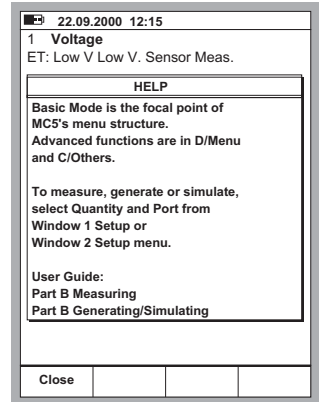 22.09.2000 12:15
1 Voltage
ET: Low V Low V. Sensor Meas.
HELP
Basic Mode is the focal point of
MC5's menu structure.
Advanced functions are in D/Menu
and C/Others.
To measure, generate or simulate,
select Quantity and Port from
Window 1 Setup or
Window 2 Setup menu.
User Guide:
Part B Measuring
Part B Generating/Simulating
Close